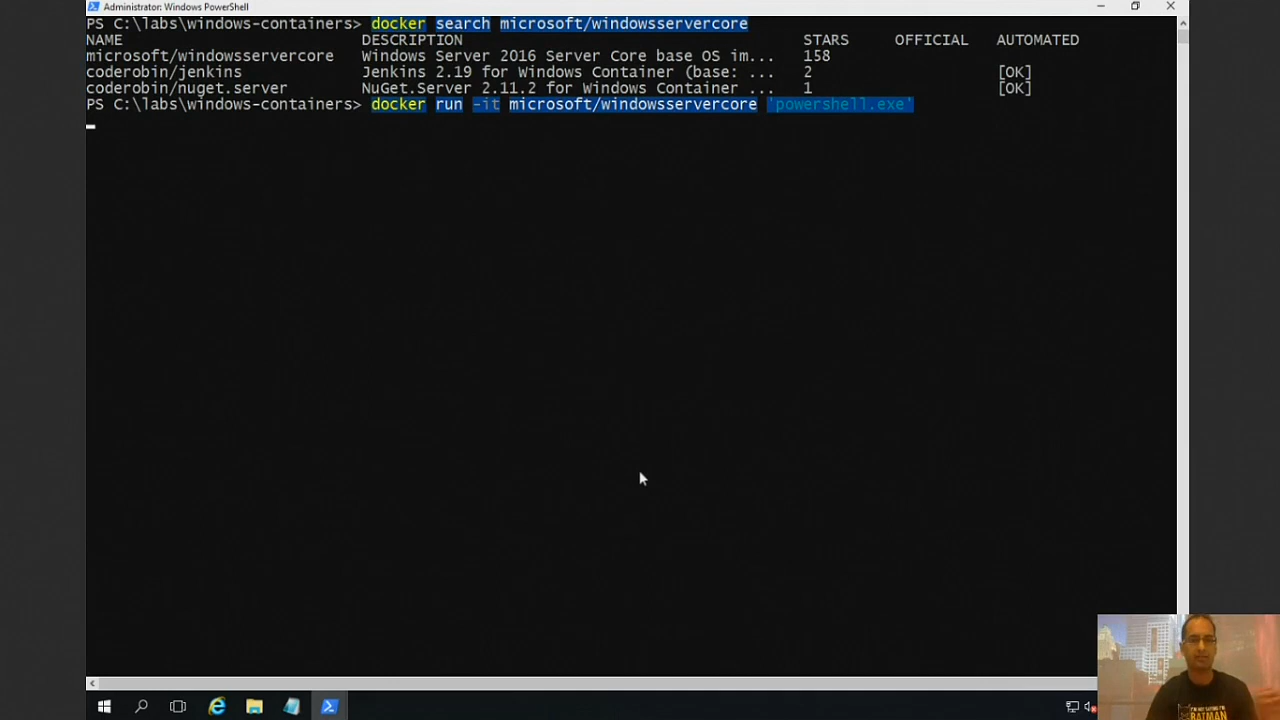 Administrator: Windows PowerShell
PS C:\labs\windows-containers> docker search microsoft/windowsservercore
NAME DESCRIPTION STARS OFFICIAL AUTOMATED
microsoft/windowsservercore Windows Server 2016 Server Core base OS im... 158
coderobin/jenkins Jenkins 2.19 for Windows Container (base: ... 2 [OK]
coderobin/nuget.server NuGet.Server 2.11.2 for Windows Container ... 1 [OK]
PS C:\labs\windows-containers> docker run -it microsoft/windowsservercore 'powershell.exe'
I'M NOT SAYING I'M
BATMAN